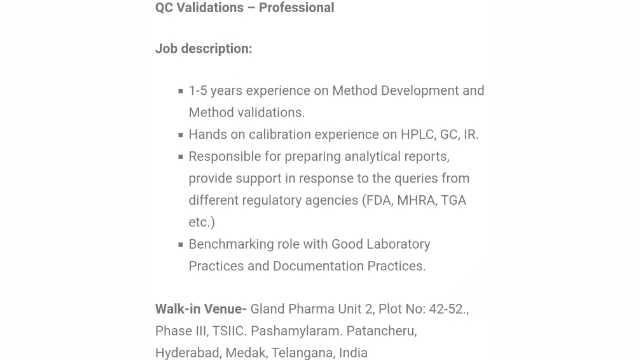 QC Validations – Professional
Job description:
▪ 1-5 years experience on Method Development and
Method validations.
▪ Hands on calibration experience on HPLC, GC, IR.
▪ Responsible for preparing analytical reports,
provide support in response to the queries from
different regulatory agencies (FDA, MHRA, TGA
etc.)
▪ Benchmarking role with Good Laboratory
Practices and Documentation Practices.
Walk-in Venue- Gland Pharma Unit 2, Plot No: 42-52.,
Phase III, TSIIC. Pashamylaram. Patancheru,
Hyderabad, Medak, Telangana, India